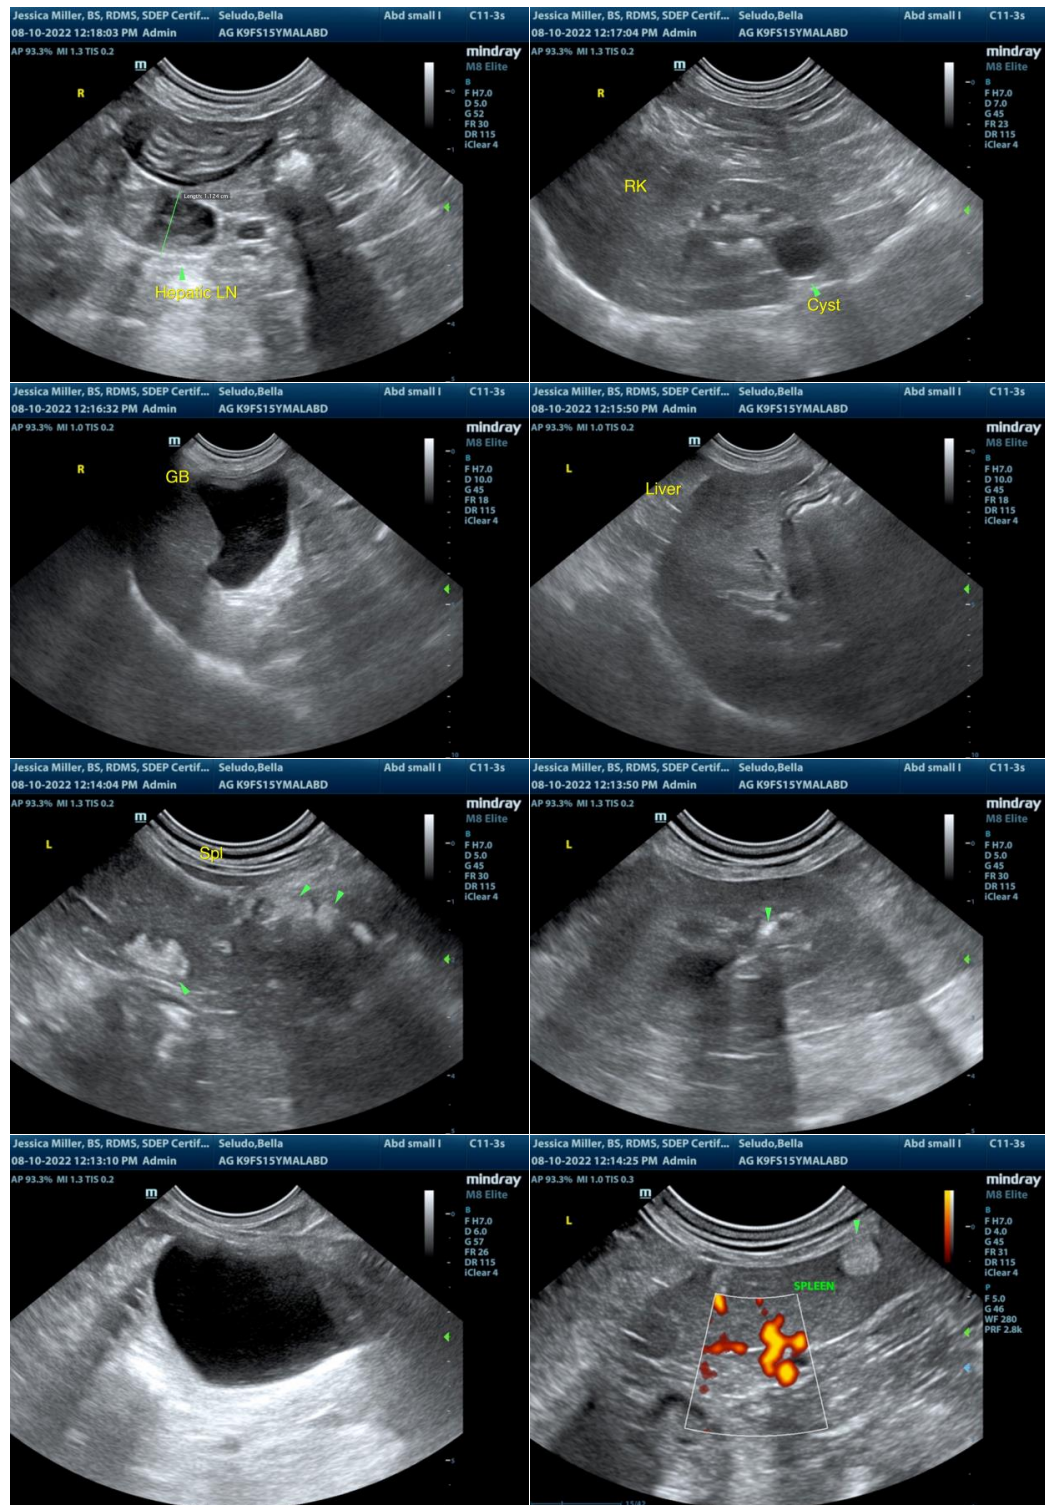 Jessica Miller, BS, RDMS, SDEP Certif... Seludo,Bella Abd small I C11-3s
08-10-2022 12:18:03 PM Admin AG K9FS15YMALABD
AP 93.3% MI 1.3 TIS 0.2
mindray
M8 Elite
m
R
B
F H7.0
D 5.0
G 52
FR 30
DR 115
iClear 4
0
1
Length: 1.124 cm
Hepatic LN
4
Jessica Miller, BS, RDMS, SDEP Certif... Seludo,Bella Abd small I C11-3s
08-10-2022 12:17:04 PM Admin AG K9FS15YMALABD
AP 93.3% MI 1.3 TIS 0.2
mindray
M8 Elite
m
R
B
F H7.0
D 7.0
G 45
FR 23
DR 115
iClear 4
RK
Cyst
Jessica Miller, BS, RDMS, SDEP Certif... Seludo,Bella Abd small I C11-3s
08-10-2022 12:16:32 PM Admin AG K9FS15YMALABD
AP 93.3% MI 1.0 TIS 0.2
mindray
M8 Elite
m
R
GB
B
F H7.0
D 10.0
G 45
FR 18
DR 115
iClear 4
10
Jessica Miller, BS, RDMS, SDEP Certif... Seludo,Bella Abd small I C11-3s
08-10-2022 12:15:50 PM Admin AG K9FS15YMALABD
AP 93.3% MI 1.0 TIS 0.2
mindray
M8 Elite
m
L
Liver
B
F H7.0
D 10.0
G 45
FR 18
DR 115
iClear 4
10
Jessica Miller, BS, RDMS, SDEP Certif... Seludo,Bella Abd small I C11-3s
08-10-2022 12:14:04 PM Admin AG K9FS15YMALABD
AP 93.3% MI 1.3 TIS 0.2
mindray
M8 Elite
m
L
Spl
B
F H7.0
D 5.0
G 45
FR 30
DR 115
iClear 4
0
1
4
Jessica Miller, BS, RDMS, SDEP Certif... Seludo,Bella Abd small I C11-3s
08-10-2022 12:13:50 PM Admin AG K9FS15YMALABD
AP 93.3% MI 1.3 TIS 0.2
mindray
M8 Elite
m
L
B
F H7.0
D 5.0
G 45
FR 30
DR 115
iClear 4
0
1
4
Jessica Miller, BS, RDMS, SDEP Certif... Seludo,Bella Abd small I C11-3s
08-10-2022 12:13:10 PM Admin AG K9FS15YMALABD
AP 93.3% MI 1.3 TIS 0.2
mindray
M8 Elite
m
B
F H7.0
D 6.0
G 57
FR 26
DR 115
iClear 4
Jessica Miller, BS, RDMS, SDEP Certif... Seludo,Bella Abd small I C11-3s
08-10-2022 12:14:25 PM Admin AG K9FS15YMALABD
AP 93.3% MI 1.0 TIS 0.3
mindray
M8 Elite
m
L
B
F H7.0
D 4.0
G 45
FR 31
DR 115
iClear 4
SPLEEN
P
F 5.0
G 46
WF 280
PRF 2.8k
15/42